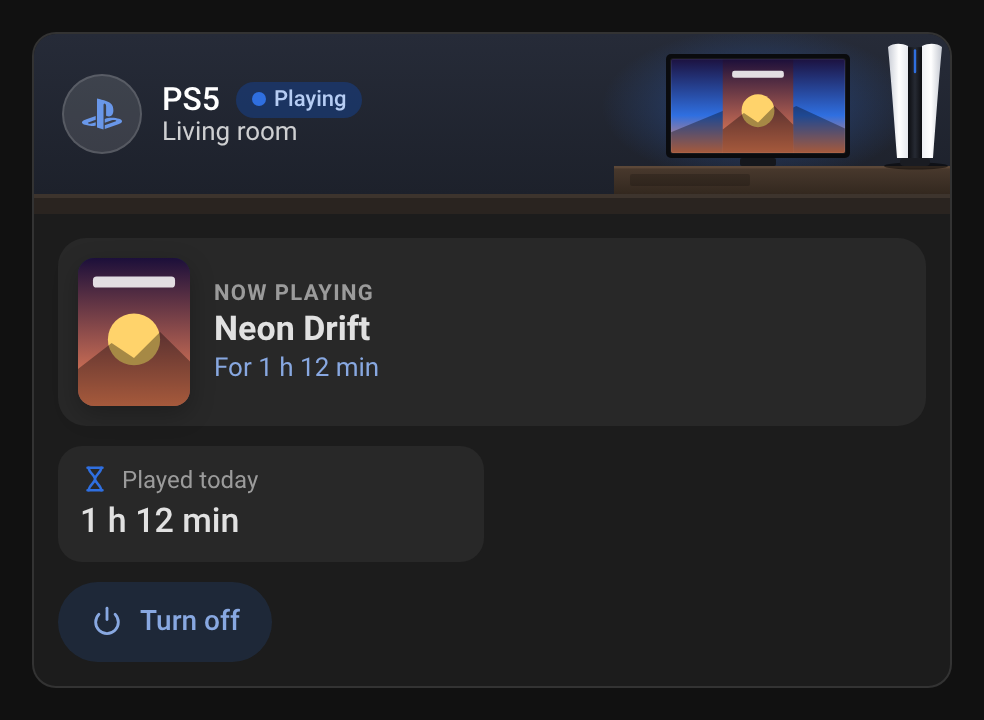 PS5
Playing
Living room
NOW PLAYING
Neon Drift
For 1 h 12 min
Played today
1 h 12 min
Turn off